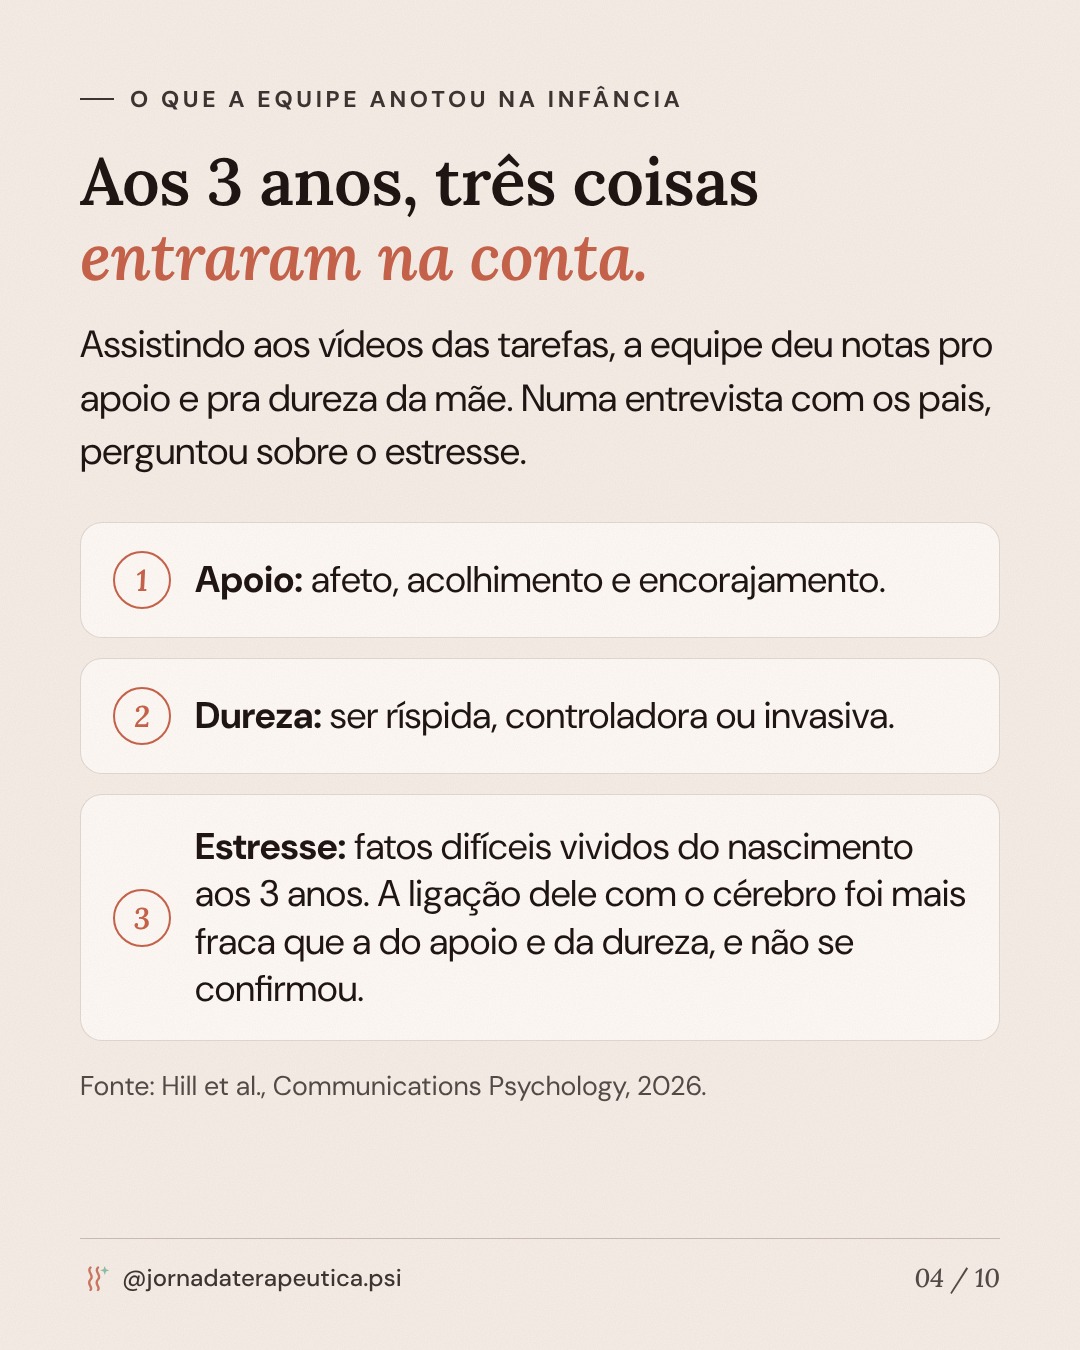 O QUE A EQUIPE ANOTOU NA INFÂNCIA
Aos 3 anos, três coisas
entraram na conta.
Assistindo aos vídeos das tarefas, a equipe deu notas pro
apoio e pra dureza da mãe. Numa entrevista com os pais,
perguntou sobre o estresse.
1 Apoio: afeto, acolhimento e encorajamento.
2 Dureza: ser ríspida, controladora ou invasiva.
3 Estresse: fatos difíceis vividos do nascimento
aos 3 anos. A ligação dele com o cérebro foi mais
fraca que a do apoio e da dureza, e não se
confirmou.
Fonte: Hill et al., Communications Psychology, 2026.
@jornadaterapeutica.psi
04 / 10